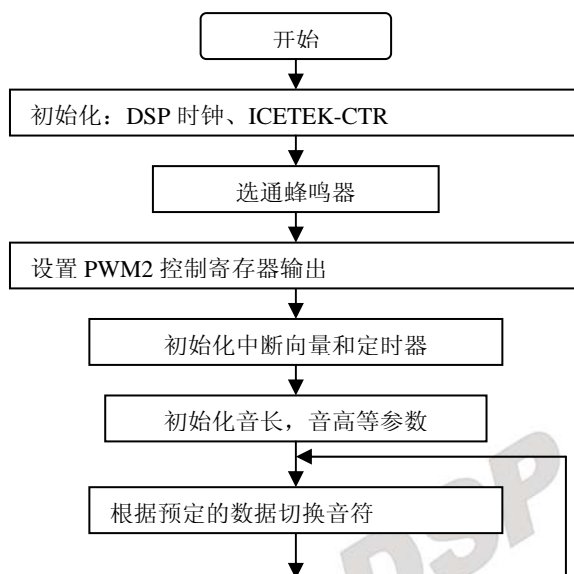 开始
初始化：DSP 时钟、ICETEK-CTR
选通蜂鸣器
设置 PWM2 控制寄存器输出
初始化中断向量和定时器
初始化音长，音高等参数
根据预定的数据切换音符
DSP